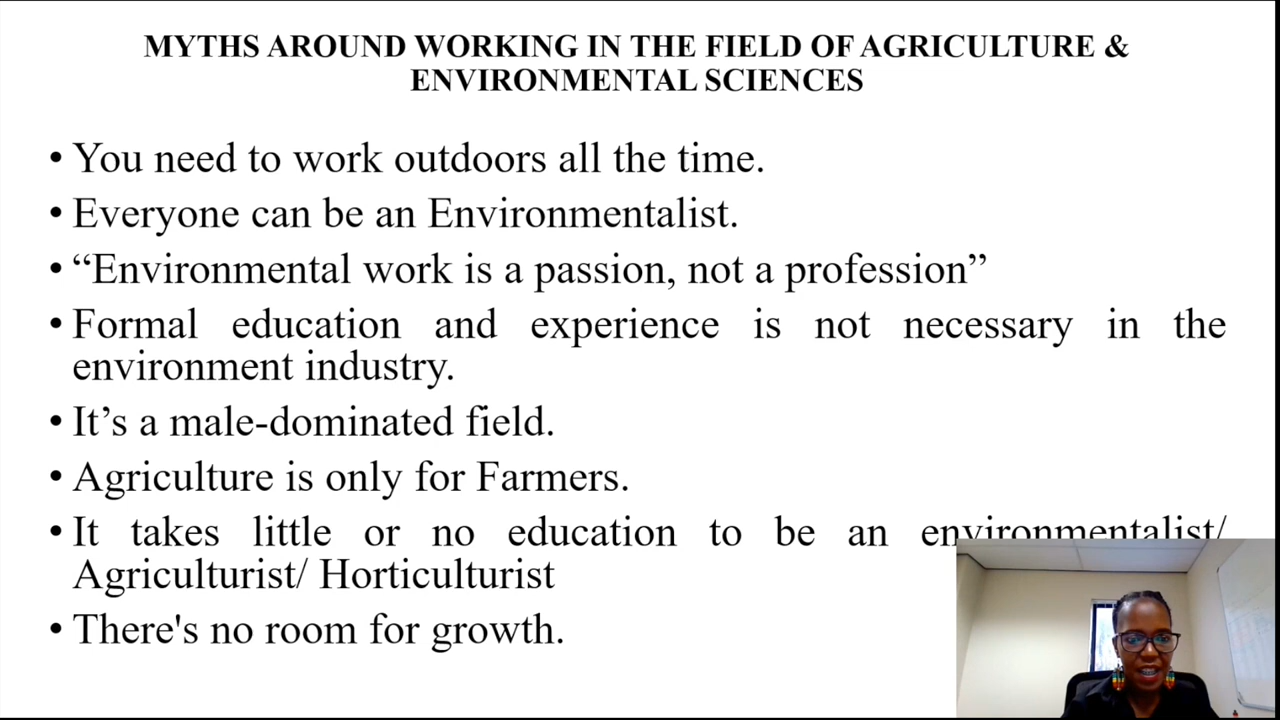 MYTHS AROUND WORKING IN THE FIELD OF AGRICULTURE &
ENVIRONMENTAL SCIENCES
• You need to work outdoors all the time.
• Everyone can be an Environmentalist.
• “Environmental work is a passion, not a profession”
• Formal education and experience is not necessary in the
environment industry.
• It’s a male-dominated field.
• Agriculture is only for Farmers.
• It takes little or no education to be an environmentalist/
Agriculturist/ Horticulturist
• There's no room for growth.